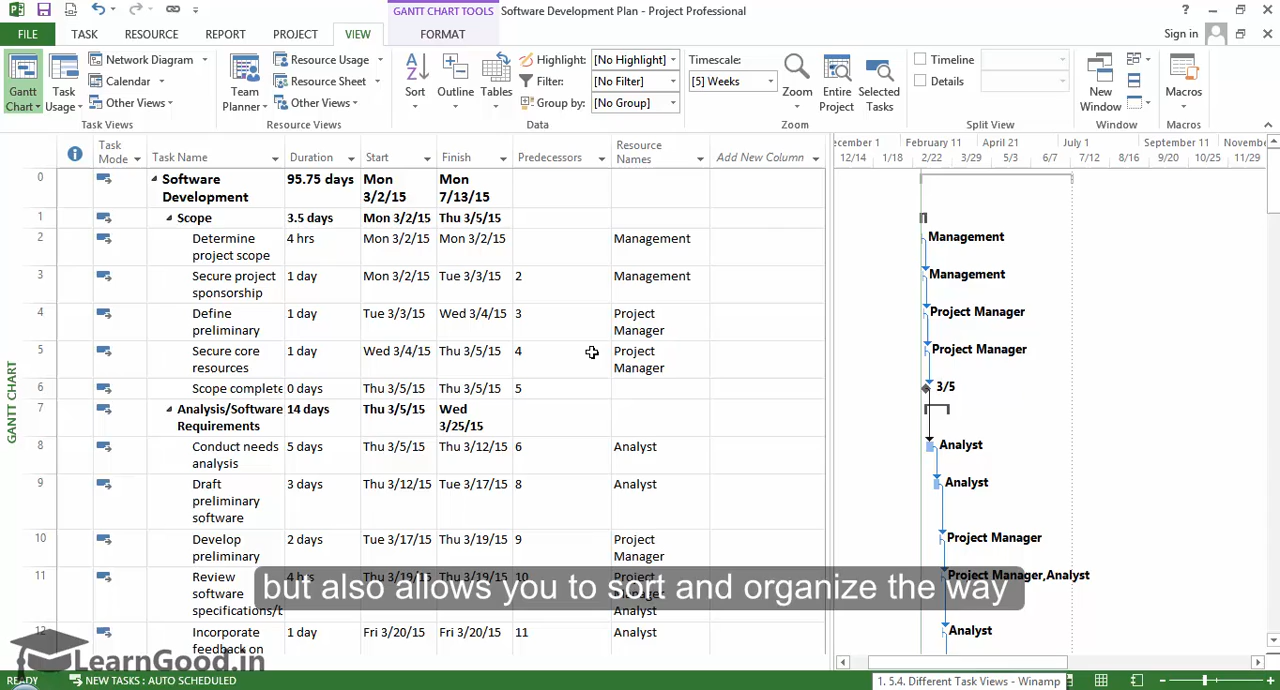 GANTT CHART TOOLS
Software Development Plan - Project Professional
?
FILE
TASK
RESOURCE
REPORT
PROJECT
VIEW
FORMAT
Sign in
Gantt
Chart
Task
Usage
Network Diagram
Calendar
Other Views
Task Views
Team
Planner
Resource Usage
Resource Sheet
Other Views
Resource Views
Sort
Outline
Tables
Highlight: [No Highlight]
Filter: [No Filter]
Group by: [No Group]
Data
Timescale:
[5] Weeks
Zoom
Entire
Project
Selected
Tasks
Zoom
Timeline
Details
Split View
New
Window
Window
Macros
Macros
Task
Mode
Task Name
Duration
Start
Finish
Predecessors
Resource
Names
Add New Column
ecember 1 February 11 April 21 July 1 September 11 Novem
12/14 1/18 2/22 3/29 5/3 6/7 7/12 8/16 9/20 10/25 11/29
GANTT CHART
0 Software 95.75 days Mon Mon
Development 3/2/15 7/13/15
1 Scope 3.5 days Mon 3/2/15 Thu 3/5/15
2 Determine 4 hrs Mon 3/2/15 Mon 3/2/15 Management Management
project scope
3 Secure project 1 day Mon 3/2/15 Tue 3/3/15 2 Management Management
sponsorship
4 Define 1 day Tue 3/3/15 Wed 3/4/15 3 Project Project Manager
preliminary Manager
5 Secure core 1 day Wed 3/4/15 Thu 3/5/15 4 Project Project Manager
resources Manager
6 Scope complete 0 days Thu 3/5/15 Thu 3/5/15 5 3/5
7 Analysis/Software 14 days Thu 3/5/15 Wed
Requirements 3/25/15
8 Conduct needs 5 days Thu 3/5/15 Thu 3/12/15 6 Analyst Analyst
analysis
9 Draft 3 days Thu 3/12/15 Tue 3/17/15 8 Analyst Analyst
preliminary
software
10 Develop 2 days Tue 3/17/15 Thu 3/19/15 9 Project Project Manager
preliminary Manager
11 Review 4 hrs Thu 3/19/15 Thu 3/19/15 10 Project Project Manager,Analyst
software Manager
specifications/t Analyst
but also allows you to sort and organize the way
12 Incorporate 1 day Fri 3/20/15 Fri 3/20/15 11 Analyst Analyst
feedback on
LearnGood.in
READY
NEW TASKS : AUTO SCHEDULED
1. 5.4. Different Task Views - Winamp